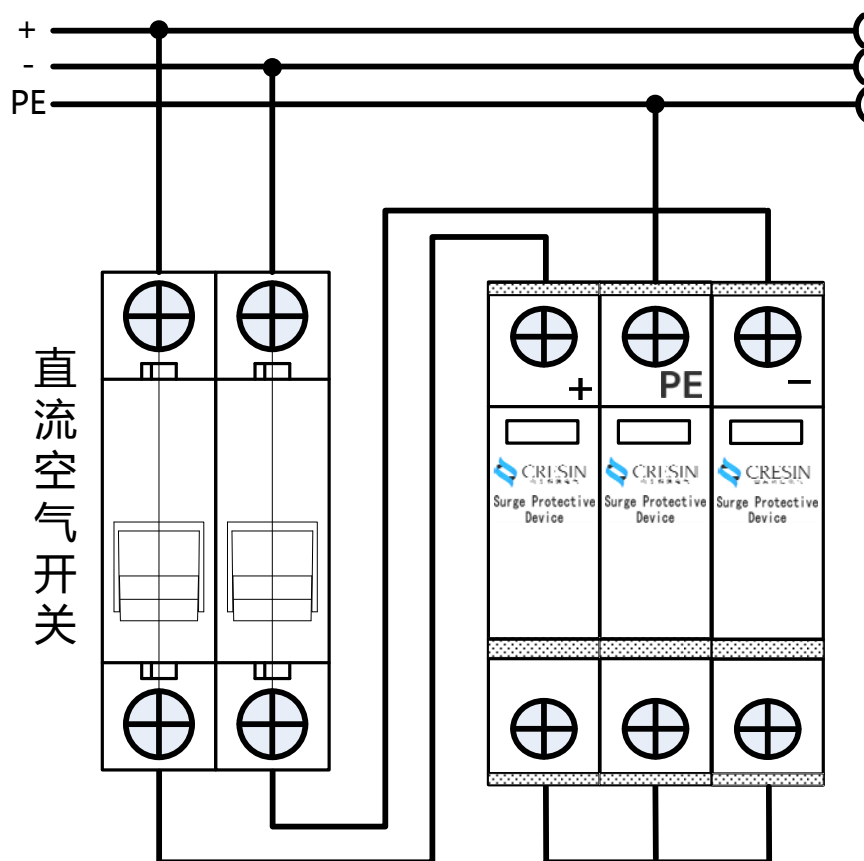 +
-
PE
直流空气开关
+
PE
-
CRESIN
Surge Protective
Device
CRESIN
Surge Protective
Device
CRESIN
Surge Protective
Device